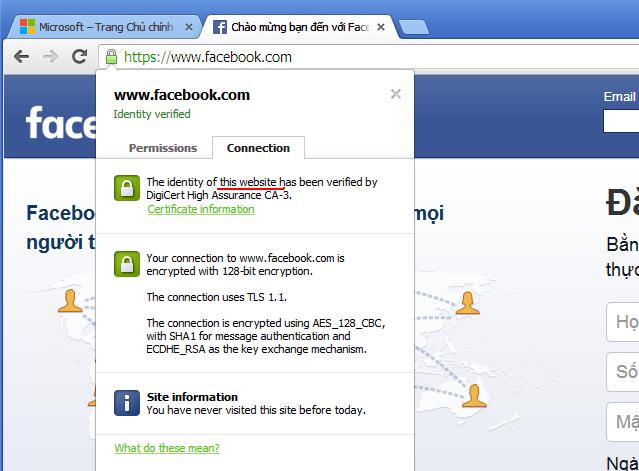 Microsoft – Trang Chủ chính
Chào mừng bạn đến với Face
https://www.facebook.com
face
Email
www.facebook.com
Identity verified
Permissions
Connection
The identity of this website has been verified by
DigiCert High Assurance CA-3.
Certificate information
Facebo
mọi
người t
Your connection to www.facebook.com is
encrypted with 128-bit encryption.
The connection uses TLS 1.1.
The connection is encrypted using AES_128_CBC,
with SHA1 for message authentication and
ECDHE_RSA as the key exchange mechanism.
Site information
You have never visited this site before today.
What do these mean?
Đă
Bằn
thực
Họ
Số
Mậ
Ngà